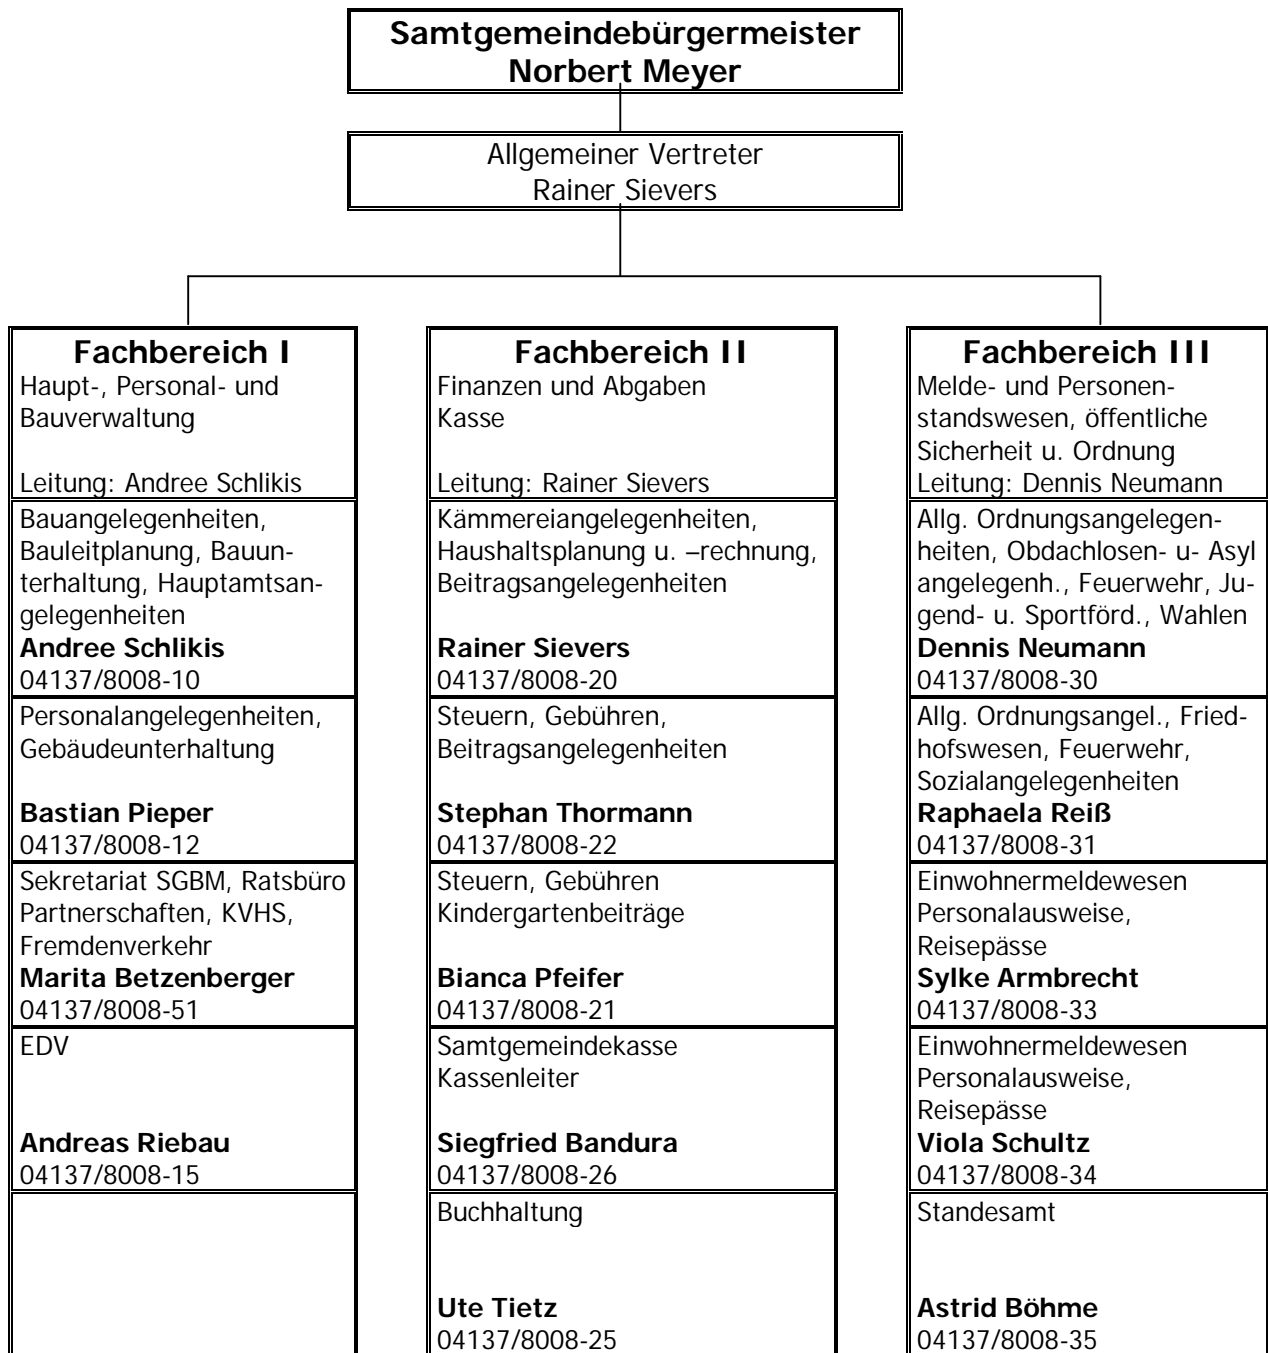 Samtgemeindebürgermeister
Norbert Meyer
Allgemeiner Vertreter
Rainer Sievers
Fachbereich I
Haupt-, Personal- und
Bauverwaltung
Leitung: Andree Schlikis
Bauangelegenheiten,
Bauleitplanung, Bauun-
terhaltung, Hauptamtsan-
gelegenheiten
Andree Schlikis
04137/8008-10
Personalangelegenheiten,
Gebäudeunterhaltung
Bastian Pieper
04137/8008-12
Sekretariat SGBM, Ratsbüro
Partnerschaften, KVHS,
Fremdenverkehr
Marita Betzenberger
04137/8008-51
EDV
Andreas Riebau
04137/8008-15
Fachbereich II
Finanzen und Abgaben
Kasse
Leitung: Rainer Sievers
Kämmereiangelegenheiten,
Haushaltsplanung u. –rechnung,
Beitragsangelegenheiten
Rainer Sievers
04137/8008-20
Steuern, Gebühren,
Beitragsangelegenheiten
Stephan Thormann
04137/8008-22
Steuern, Gebühren
Kindergartenbeiträge
Bianca Pfeifer
04137/8008-21
Samtgemeindekasse
Kassenleiter
Siegfried Bandura
04137/8008-26
Buchhaltung
Ute Tietz
04137/8008-25
Fachbereich III
Melde- und Personen-
standswesen, öffentliche
Sicherheit u. Ordnung
Leitung: Dennis Neumann
Allg. Ordnungsangelegen-
heiten, Obdachlosen- u- Asyl
angelegenh., Feuerwehr, Ju-
gend- u. Sportförd., Wahlen
Dennis Neumann
04137/8008-30
Allg. Ordnungsangel., Fried-
hofswesen, Feuerwehr,
Sozialangelegenheiten
Raphaela Reiß
04137/8008-31
Einwohnermeldewesen
Personalausweise,
Reisepässe
Sylke Armbrecht
04137/8008-33
Einwohnermeldewesen
Personalausweise,
Reisepässe
Viola Schultz
04137/8008-34
Standesamt
Astrid Böhme
04137/8008-35